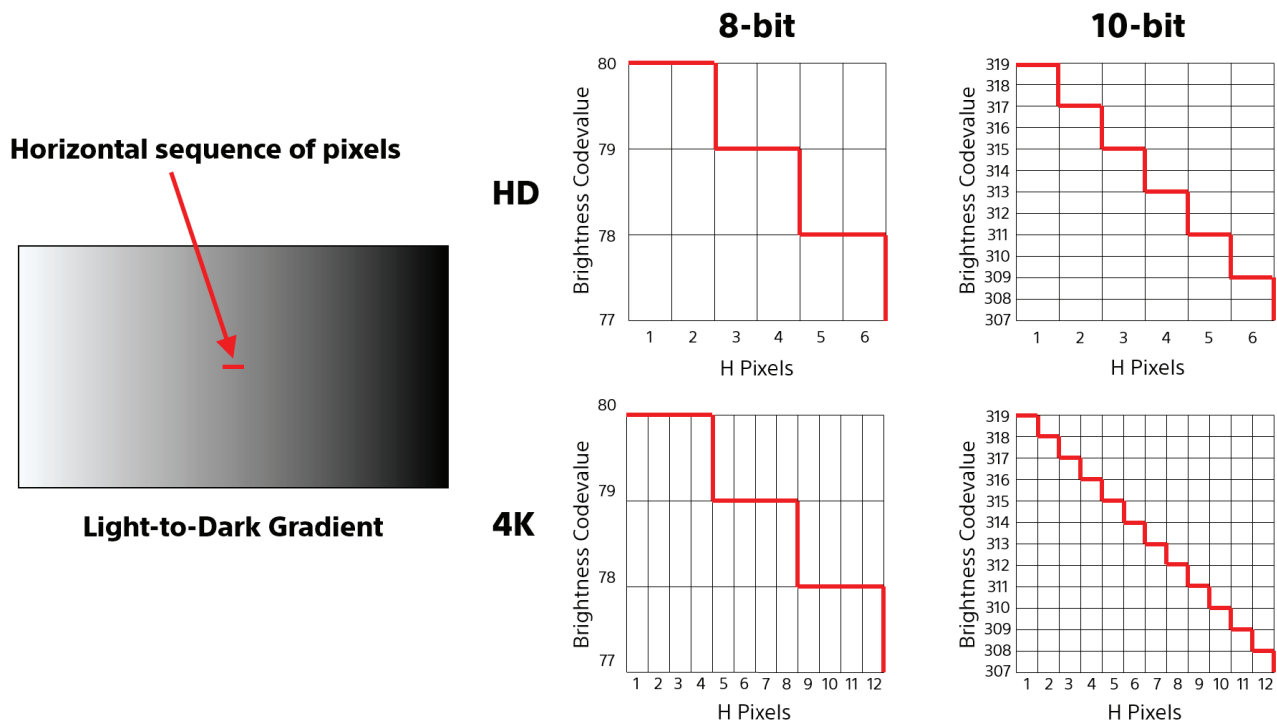 8-bit
10-bit
Horizontal sequence of pixels
Light-to-Dark Gradient
HD
Brightness Codevalue
80
79
78
77
1 2 3 4 5 6
H Pixels
Brightness Codevalue
319
318
317
316
315
314
313
312
311
310
309
308
307
1 2 3 4 5 6
H Pixels
4K
Brightness Codevalue
80
79
78
77
1 2 3 4 5 6 7 8 9 10 11 12
H Pixels
Brightness Codevalue
319
318
317
316
315
314
313
312
311
310
309
308
307
1 2 3 4 5 6 7 8 9 10 11 12
H Pixels